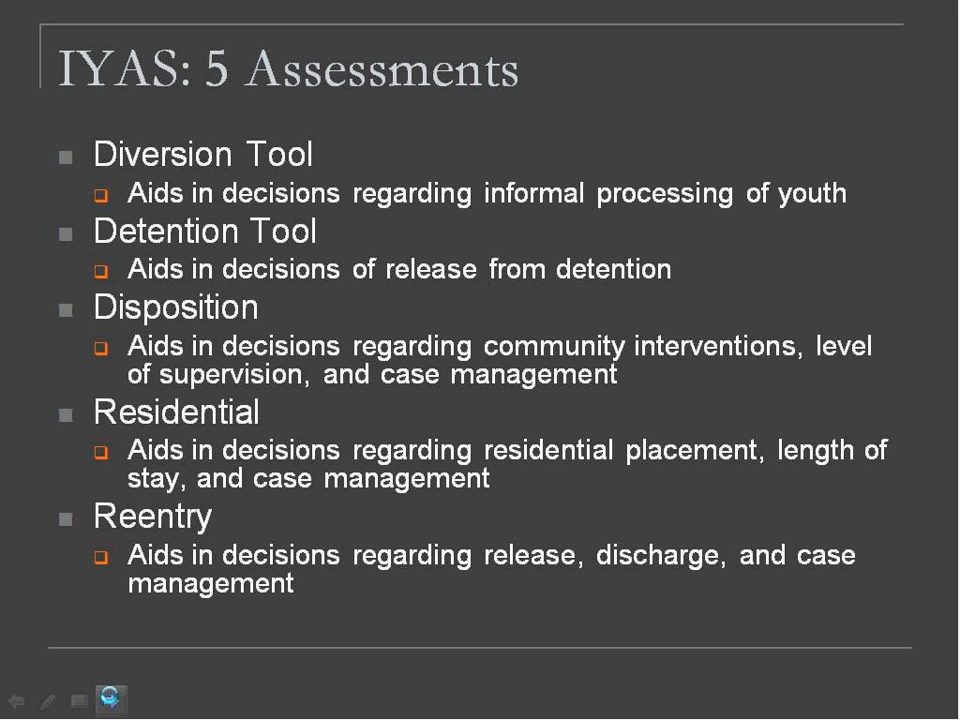 IYAS: 5 Assessments
Diversion Tool
Aids in decisions regarding informal processing of youth
Detention Tool
Aids in decisions of release from detention
Disposition
Aids in decisions regarding community interventions, level
of supervision, and case management
Residential
Aids in decisions regarding residential placement, length of
stay, and case management
Reentry
Aids in decisions regarding release, discharge, and case
management